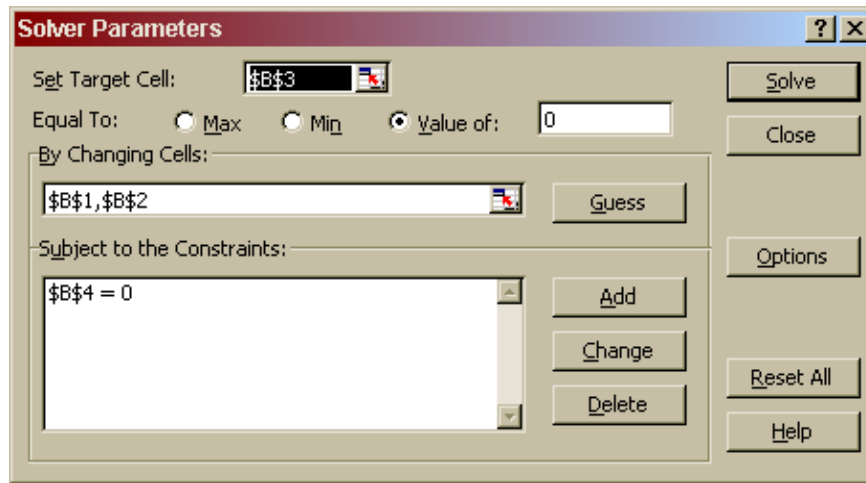 Solver Parameters
? X
Set Target Cell: $B$3
Solve
Equal To: Max Min Value of: 0
Close
By Changing Cells:
$B$1,$B$2
Guess
Subject to the Constraints:
Options
$B$4 = 0
Add
Change
Reset All
Delete
Help